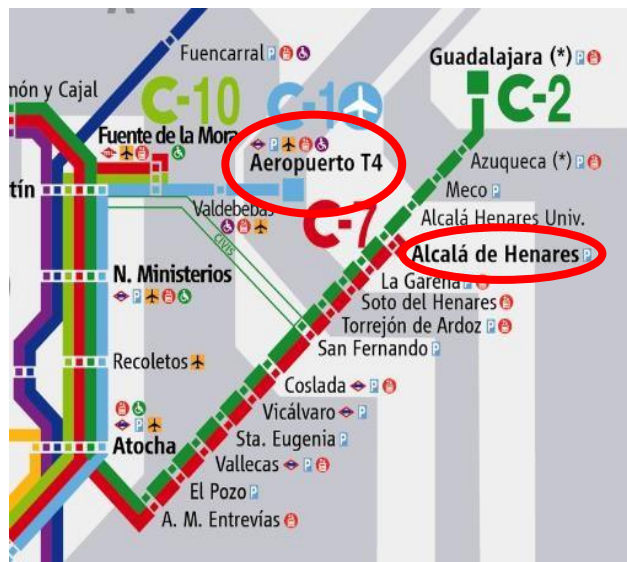 Fuencarral
Guadalajara (*)
món y Cajal
C-10
C-1
C-2
Fuente de la Mora
Aeropuerto T4
Azuqueca (*)
Meco
tín
Valdebebas
C-7
Alcalá Henares Univ.
CIVIS
Alcalá de Henares
N. Ministerios
La Garena
Soto del Henares
Torrejón de Ardoz
San Fernando
Recoletos
Coslada
Vicálvaro
Atocha
Sta. Eugenia
Vallecas
El Pozo
A. M. Entrevías